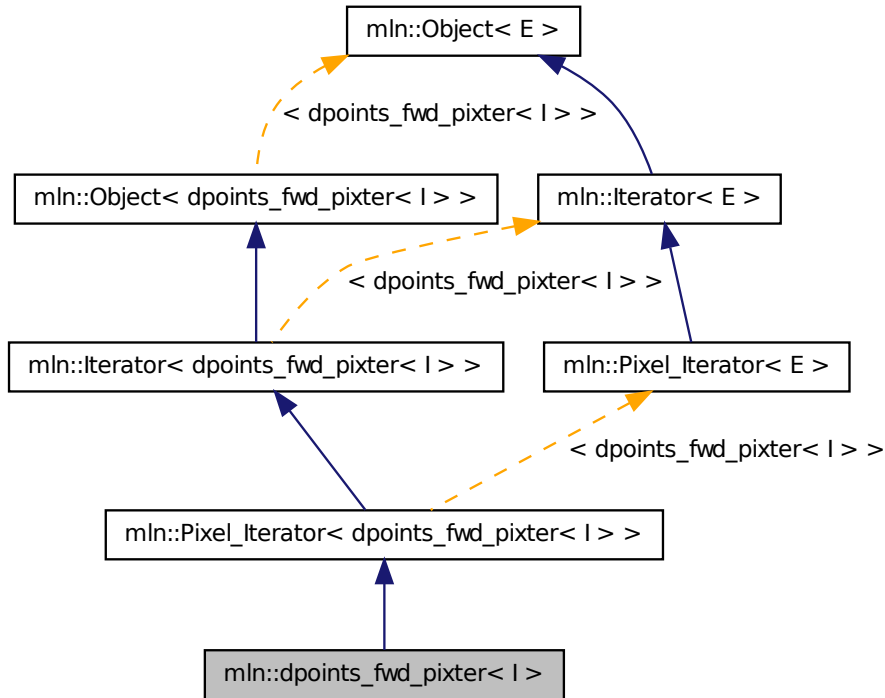 mln::Object< E >
< dpoints_fwd_pixter< I > >
mln::Object< dpoints_fwd_pixter< I > >
mln::Iterator< E >
< dpoints_fwd_pixter< I > >
mln::Iterator< dpoints_fwd_pixter< I > >
mln::Pixel_Iterator< E >
< dpoints_fwd_pixter< I > >
mln::Pixel_Iterator< dpoints_fwd_pixter< I > >
mln::dpoints_fwd_pixter< I >